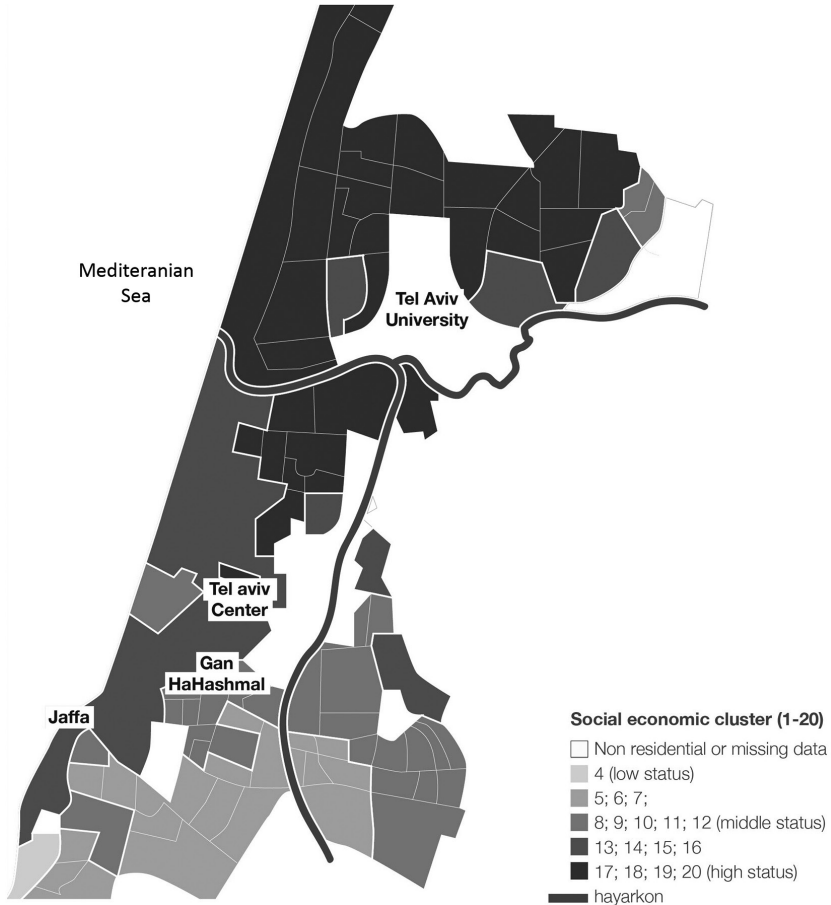 Mediteranian
Sea
Tel Aviv
University
Tel aviv
Center
Gan
HaHashmal
Jaffa
Social economic cluster (1-20)
Non residential or missing data
4 (low status)
5; 6; 7;
8; 9; 10; 11; 12 (middle status)
13; 14; 15; 16
17; 18; 19; 20 (high status)
hayarkon